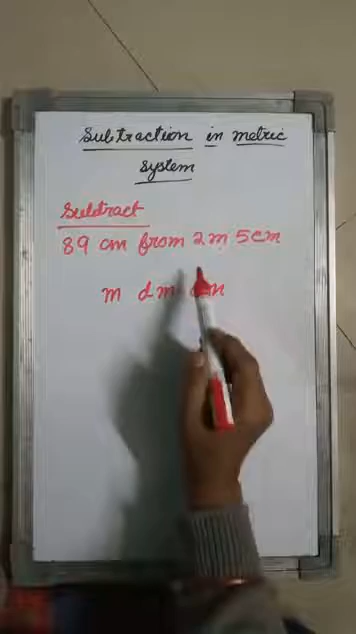 Subtraction in metric
system
Subtract
89 cm from 2m 5cm
m dm cm